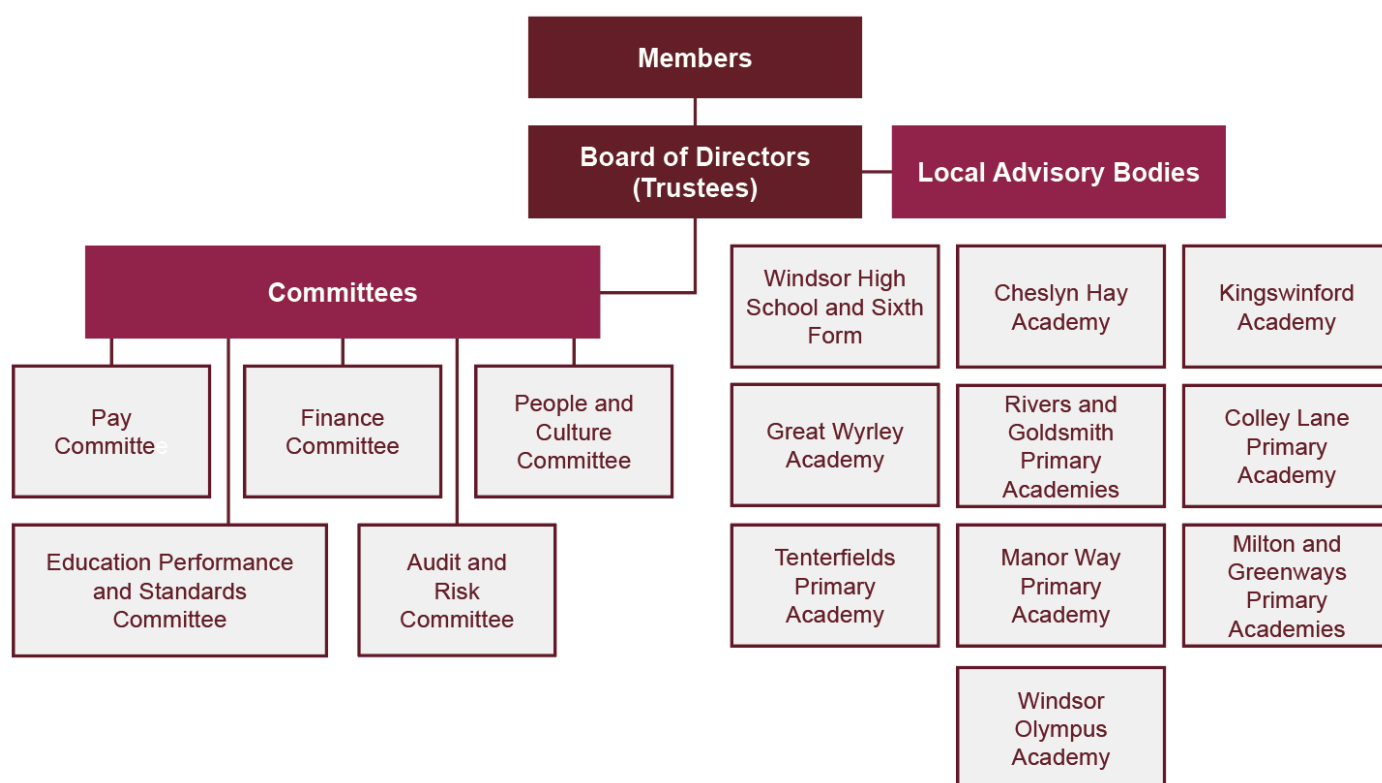 Members
Board of Directors
(Trustees)
Local Advisory Bodies
Committees
Pay
Committee
Finance
Committee
People and
Culture
Committee
Education Performance
and Standards
Committee
Audit and
Risk
Committee
Windsor High
School and Sixth
Form
Cheslyn Hay
Academy
Kingswinford
Academy
Great Wyrley
Academy
Rivers and
Goldsmith
Primary
Academies
Colley Lane
Primary
Academy
Tenterfields
Primary
Academy
Manor Way
Primary
Academy
Milton and
Greenways
Primary
Academies
Windsor
Olympus
Academy